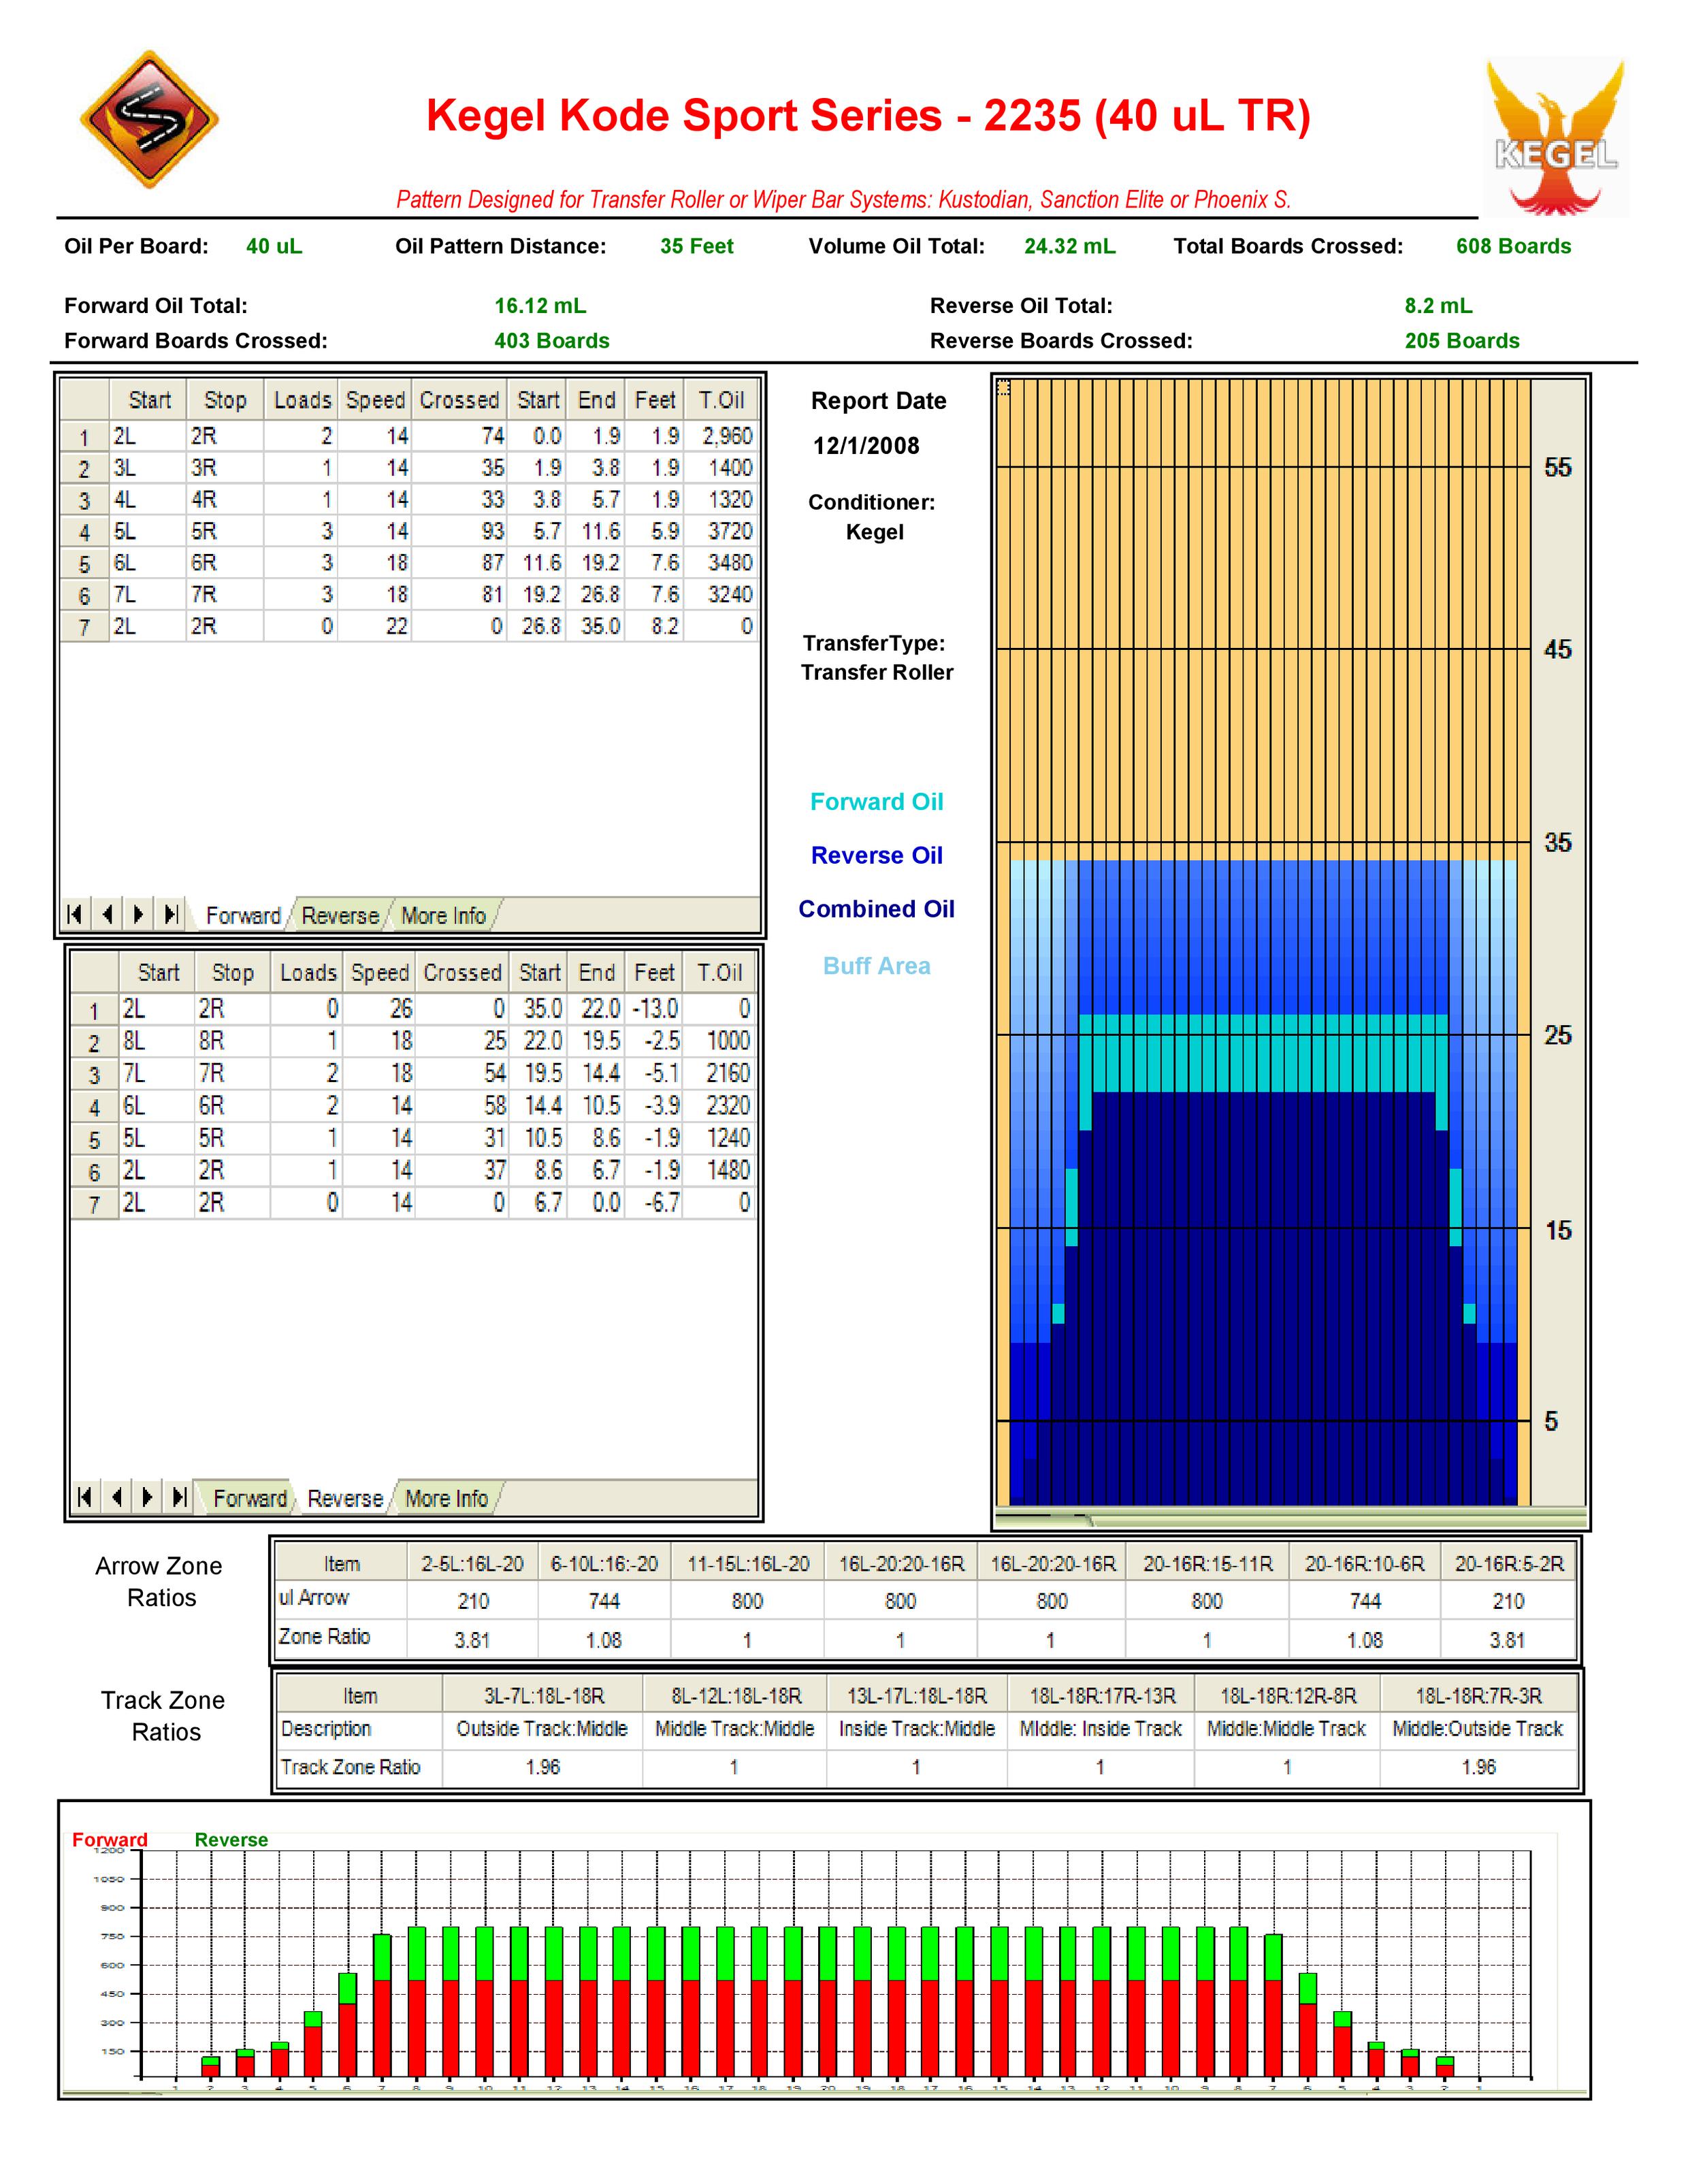 Kegel Kode Sport Series - 2235 (40 uL TR)
KEGEL
Pattern Designed for Transfer Roller or Wiper Bar Systems: Kustodian, Sanction Elite or Phoenix S.
Oil Per Board: 40 uL Oil Pattern Distance: 35 Feet Volume Oil Total: 24.32 mL Total Boards Crossed: 608 Boards
Forward Oil Total: 16.12 mL Reverse Oil Total: 8.2 mL
Forward Boards Crossed: 403 Boards Reverse Boards Crossed: 205 Boards
Start Stop Loads Speed Crossed Start End Feet T.Oil
1 2L 2R 2 14 74 0.0 1.9 1.9 2,960
2 3L 3R 1 14 35 1.9 3.8 1.9 1400
3 4L 4R 1 14 33 3.8 5.7 1.9 1320
4 5L 5R 3 14 93 5.7 11.6 5.9 3720
5 6L 6R 3 18 87 11.6 19.2 7.6 3480
6 7L 7R 3 18 81 19.2 26.8 7.6 3240
7 2L 2R 0 22 0 26.8 35.0 8.2 0
Forward Reverse More Info
Start Stop Loads Speed Crossed Start End Feet T.Oil
1 2L 2R 0 26 0 35.0 22.0 -13.0 0
2 8L 8R 1 18 25 22.0 19.5 -2.5 1000
3 7L 7R 2 18 54 19.5 14.4 -5.1 2160
4 6L 6R 2 14 58 14.4 10.5 -3.9 2320
5 5L 5R 1 14 31 10.5 8.6 -1.9 1240
6 2L 2R 1 14 37 8.6 6.7 -1.9 1480
7 2L 2R 0 14 0 6.7 0.0 -6.7 0
Forward Reverse More Info
Report Date
12/1/2008
Conditioner:
Kegel
TransferType:
Transfer Roller
Forward Oil
Reverse Oil
Combined Oil
Buff Area
55
45
35
25
15
5
Arrow Zone
Ratios
Item 2-5L:16L-20 6-10L:16:-20 11-15L:16L-20 16L-20:20-16R 16L-20:20-16R 20-16R:15-11R 20-16R:10-6R 20-16R:5-2R
ul Arrow 210 744 800 800 800 800 744 210
Zone Ratio 3.81 1.08 1 1 1 1 1.08 3.81
Track Zone
Ratios
Item 3L-7L:18L-18R 8L-12L:18L-18R 13L-17L:18L-18R 18L-18R:17R-13R 18L-18R:12R-8R 18L-18R:7R-3R
Description Outside Track:Middle Middle Track:Middle Inside Track:Middle MIddle: Inside Track Middle:Middle Track Middle:Outside Track
Track Zone Ratio 1.96 1 1 1 1 1.96
Forward Reverse
1200
1050
900
750
600
450
300
150
1 2 3 4 5 6 7 8 9 10 11 12 13 14 15 16 17 18 19 20 19 18 17 16 15 14 13 12 11 10 9 8 7 6 5 4 3 2 1